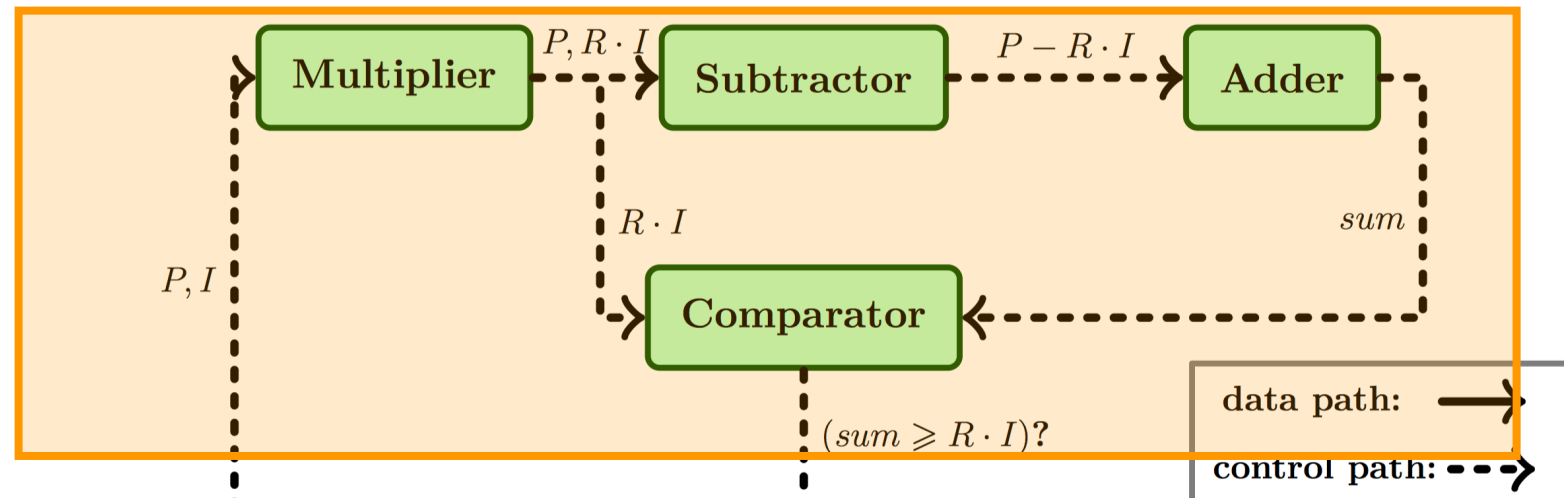 P, R · I
P − R · I
Multiplier
Subtractor
Adder
R · I
sum
P, I
Comparator
data path:
(sum ⩾ R · I)?
control path: